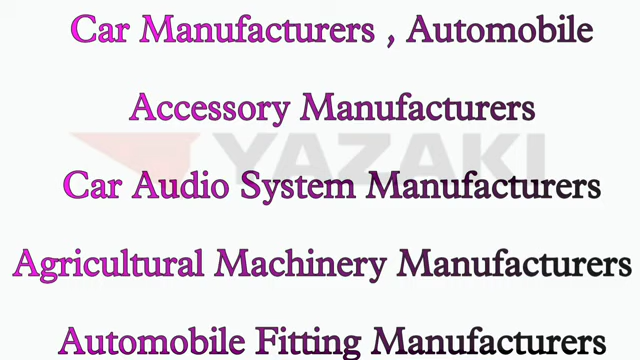 Car Manufacturers , Automobile
Accessory Manufacturers
YAZAKI
Car Audio System Manufacturers
Agricultural Machinery Manufacturers
Automobile Fitting Manufacturers